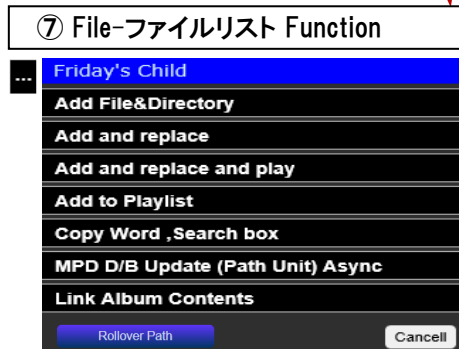 ⑦ File-ファイルリスト Function
...
Friday's Child
Add File&Directory
Add and replace
Add and replace and play
Add to Playlist
Copy Word ,Search box
MPD D/B Update (Path Unit) Async
Link Album Contents
Rollover Path
Cancell